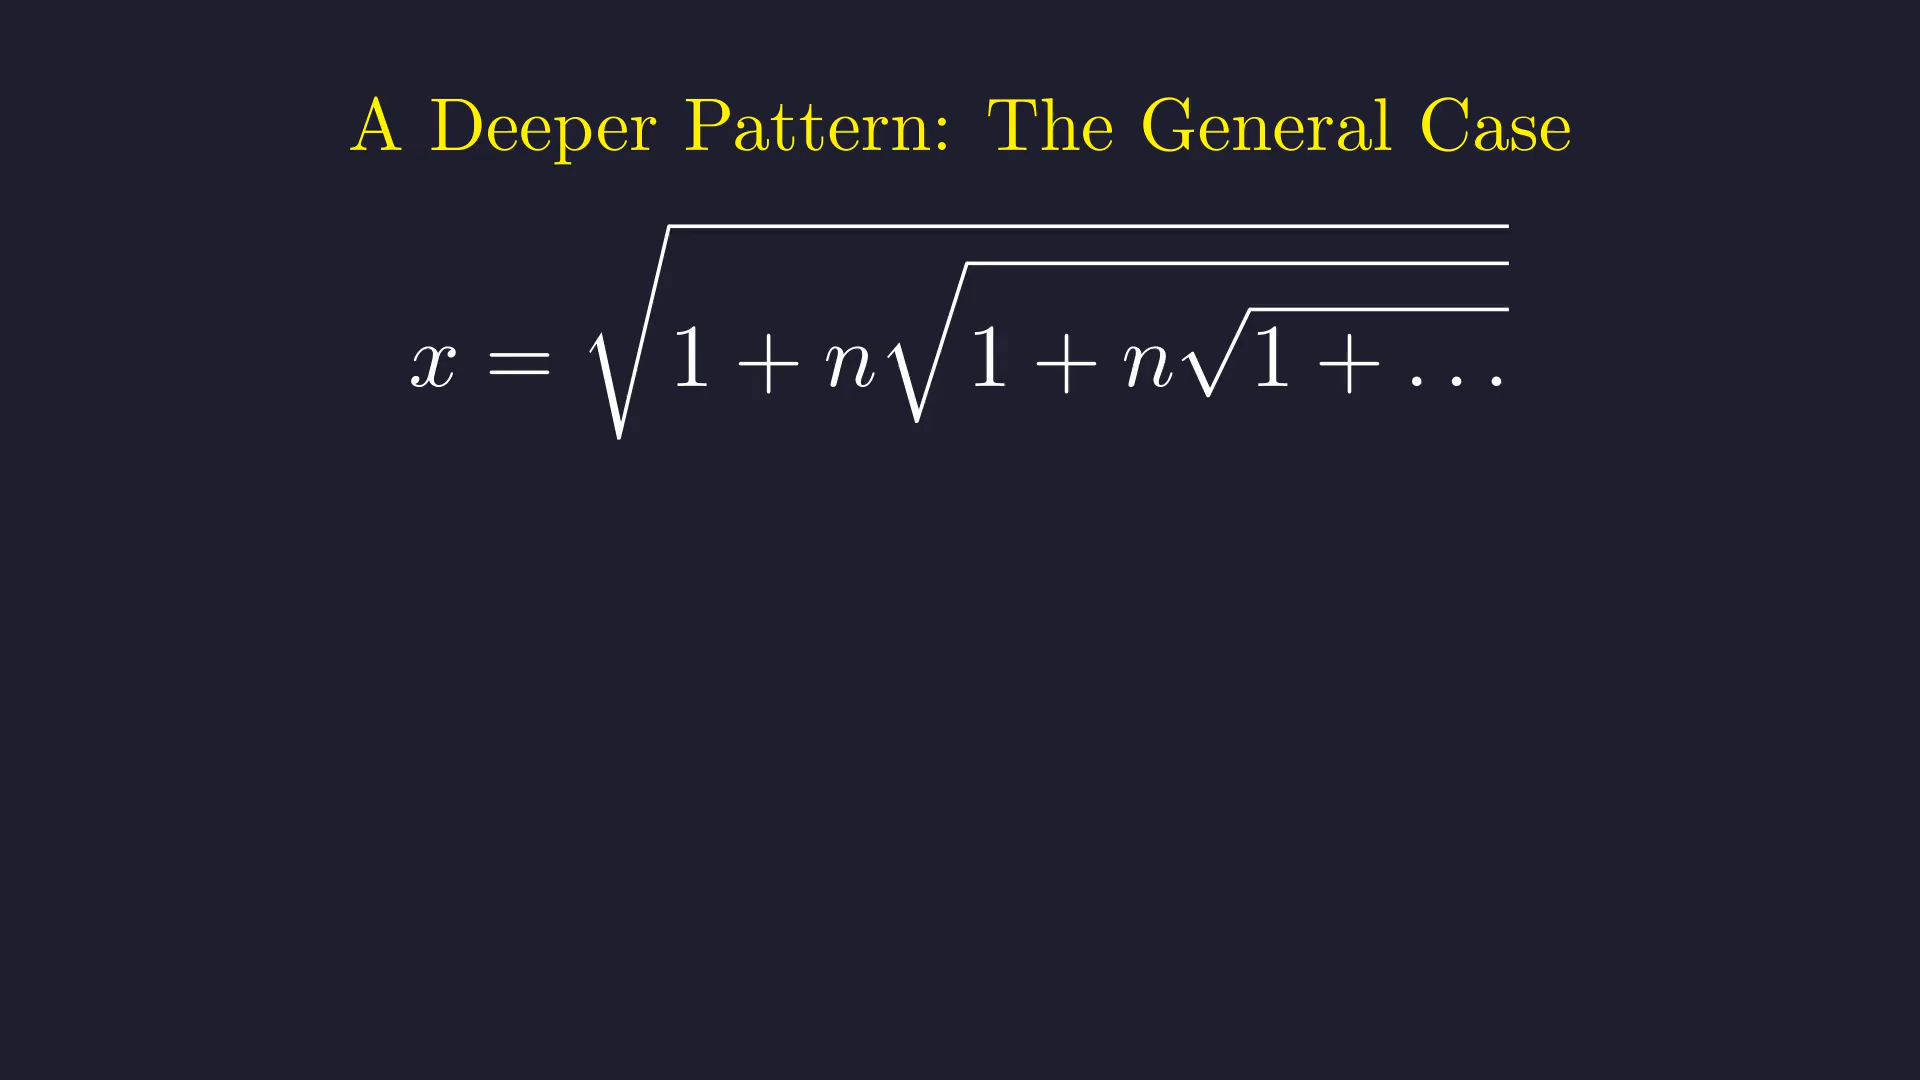 A Deeper Pattern: The General Case
x = √(1 + n√(1 + n√(1 + ...